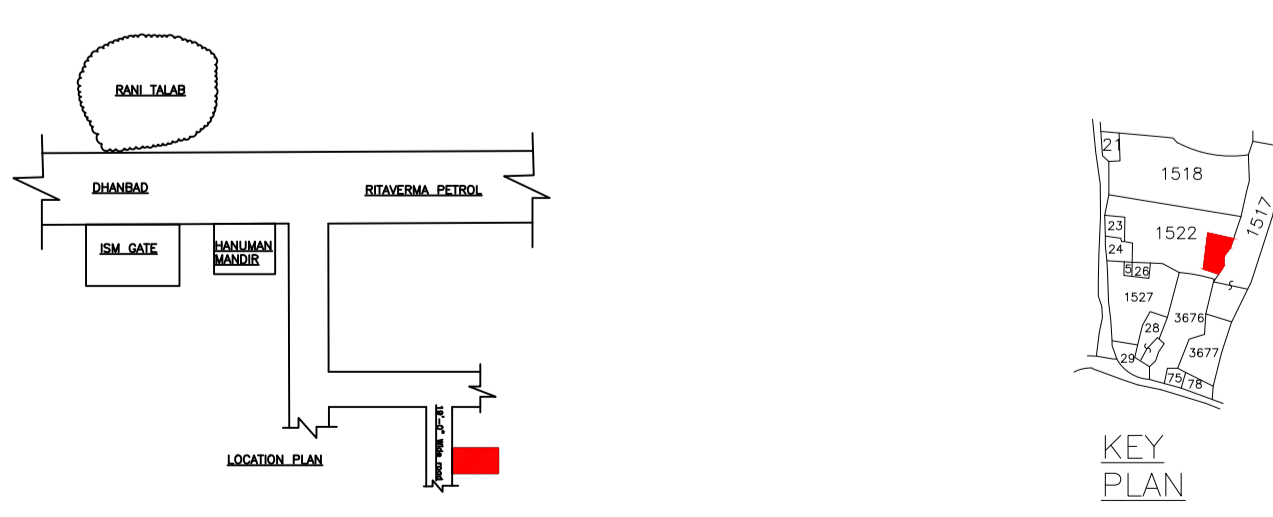 RANI TALAB
DHANBAD
RITAVERMA PETROL
ISM GATE
HANUMAN
MANDIR
19'-0" Wide road
LOCATION PLAN
21
1518
1517
23
1522
24
5
26
1527
3676
28
3677
29
75
78
KEY
PLAN